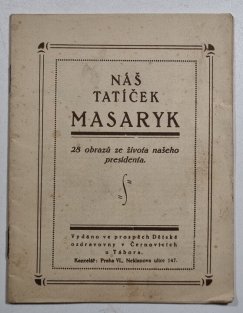 NÁŠ
TATÍČEK
MASARYK
28 obrazů ze života našeho
presidenta.
Vydáno ve prospěch Dětské
ozdravovny v Černovicích
u Tábora.
Kancelář: Praha VI., Neklanova ulice 147.